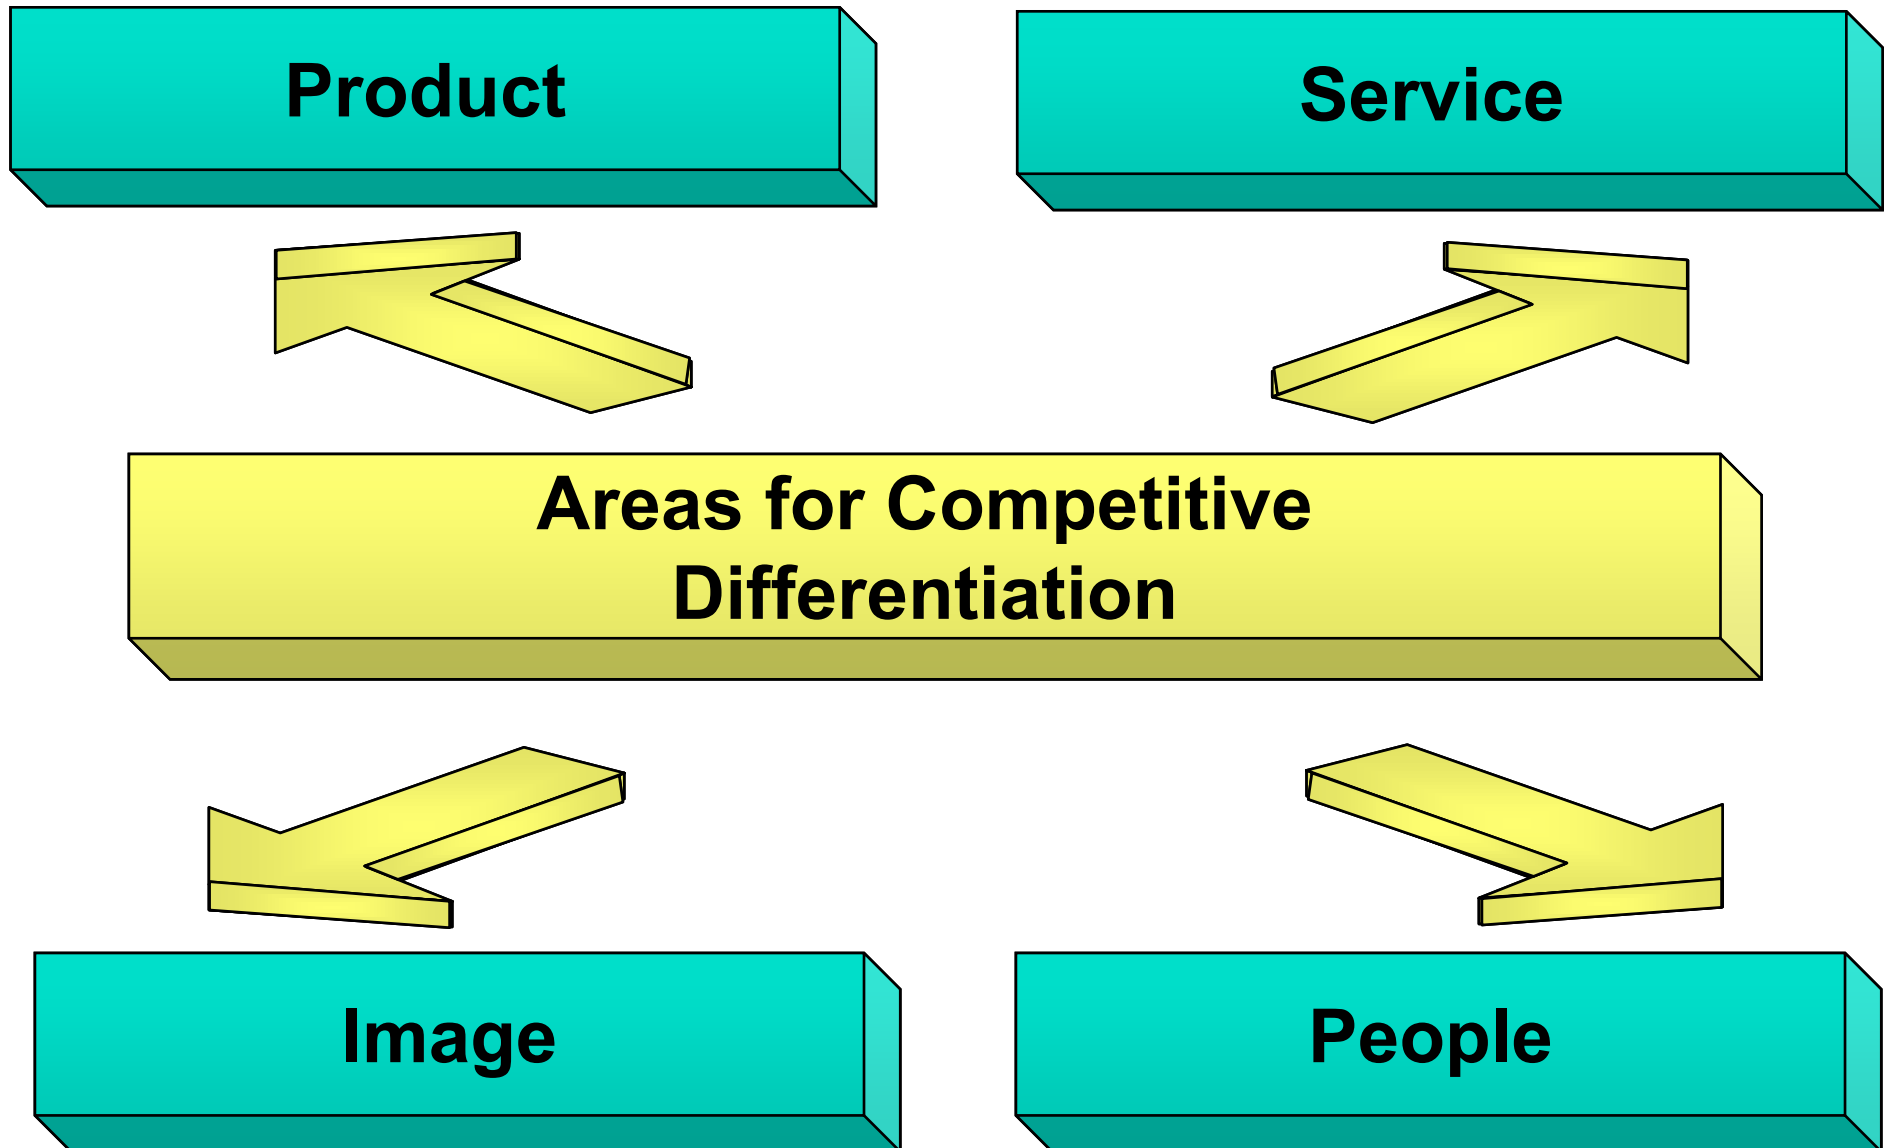 Product
Service
Areas for Competitive
Differentiation
Image
People